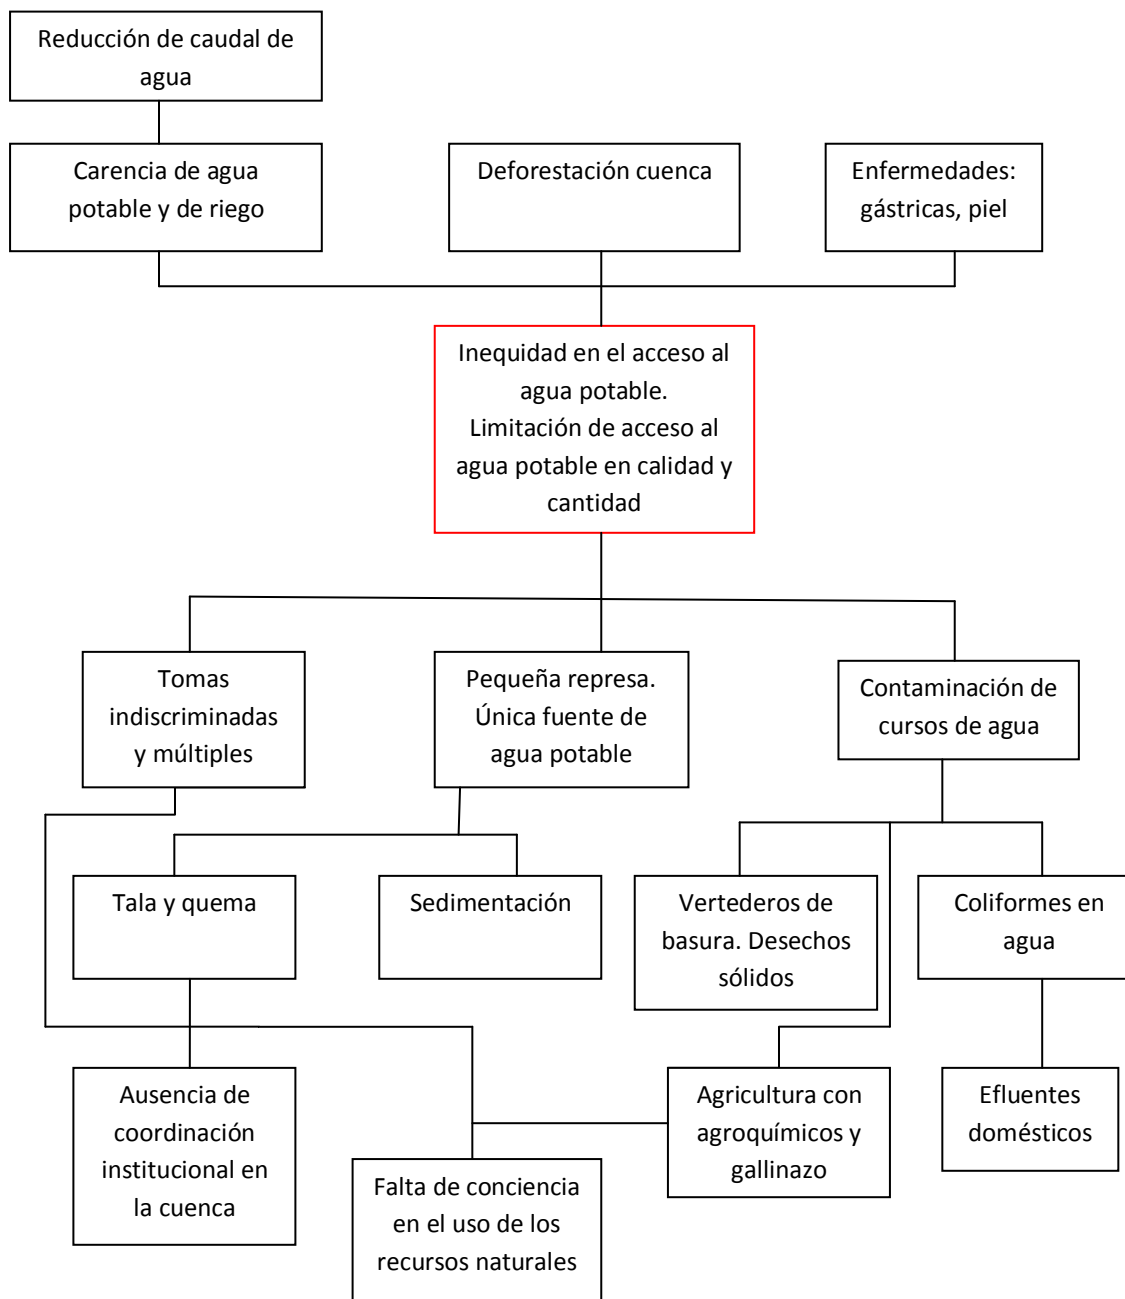 Reducción de caudal de
agua
Carencia de agua
potable y de riego
Deforestación cuenca
Enfermedades:
gástricas, piel
Inequidad en el acceso al
agua potable.
Limitación de acceso al
agua potable en calidad y
cantidad
Tomas
indiscriminadas
y múltiples
Pequeña represa.
Única fuente de
agua potable
Contaminación de
cursos de agua
Tala y quema
Sedimentación
Vertederos de
basura. Desechos
sólidos
Coliformes en
agua
Ausencia de
coordinación
institucional en
la cuenca
Falta de conciencia
en el uso de los
recursos naturales
Agricultura con
agroquímicos y
gallinazo
Efluentes
domésticos